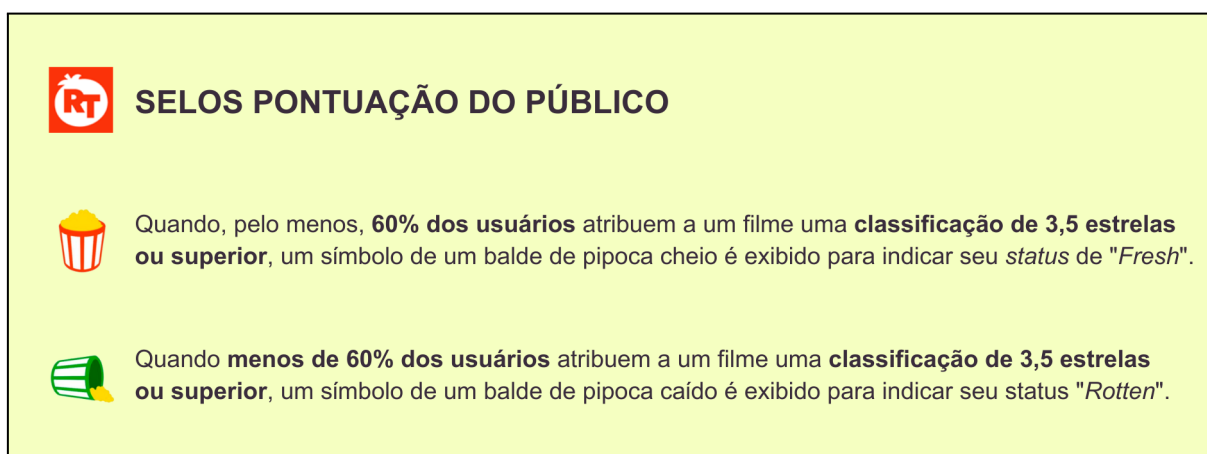 RT
SELOS PONTUAÇÃO DO PÚBLICO
Quando, pelo menos, 60% dos usuários atribuem a um filme uma classificação de 3,5 estrelas
ou superior, um símbolo de um balde de pipoca cheio é exibido para indicar seu status de "Fresh".
Quando menos de 60% dos usuários atribuem a um filme uma classificação de 3,5 estrelas
ou superior, um símbolo de um balde de pipoca caído é exibido para indicar seu status "Rotten".